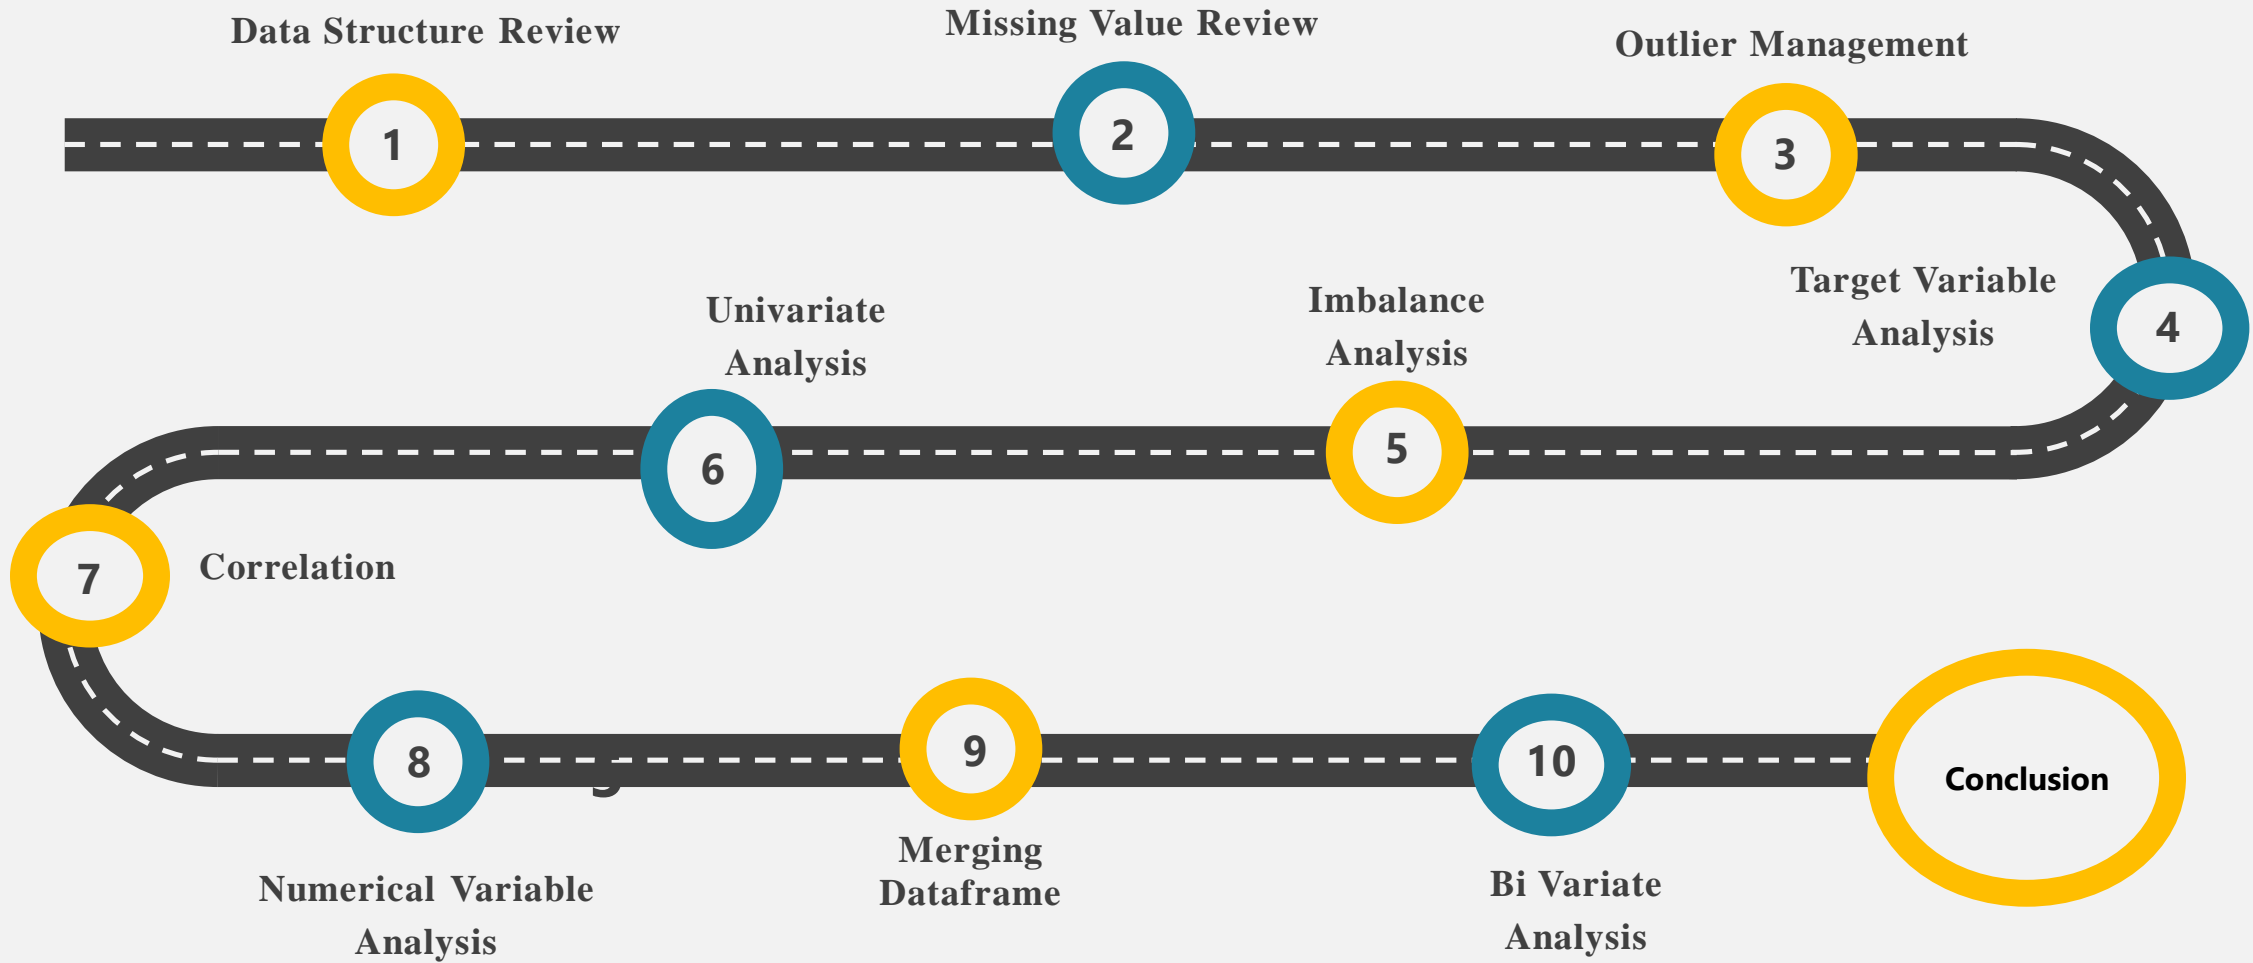 Data Structure Review
Missing Value Review
Outlier Management
1
2
3
Target Variable
Analysis
4
Imbalance
Analysis
5
Univariate
Analysis
6
7
Correlation
8
9
10
Conclusion
Numerical Variable
Analysis
Merging
Dataframe
Bi Variate
Analysis